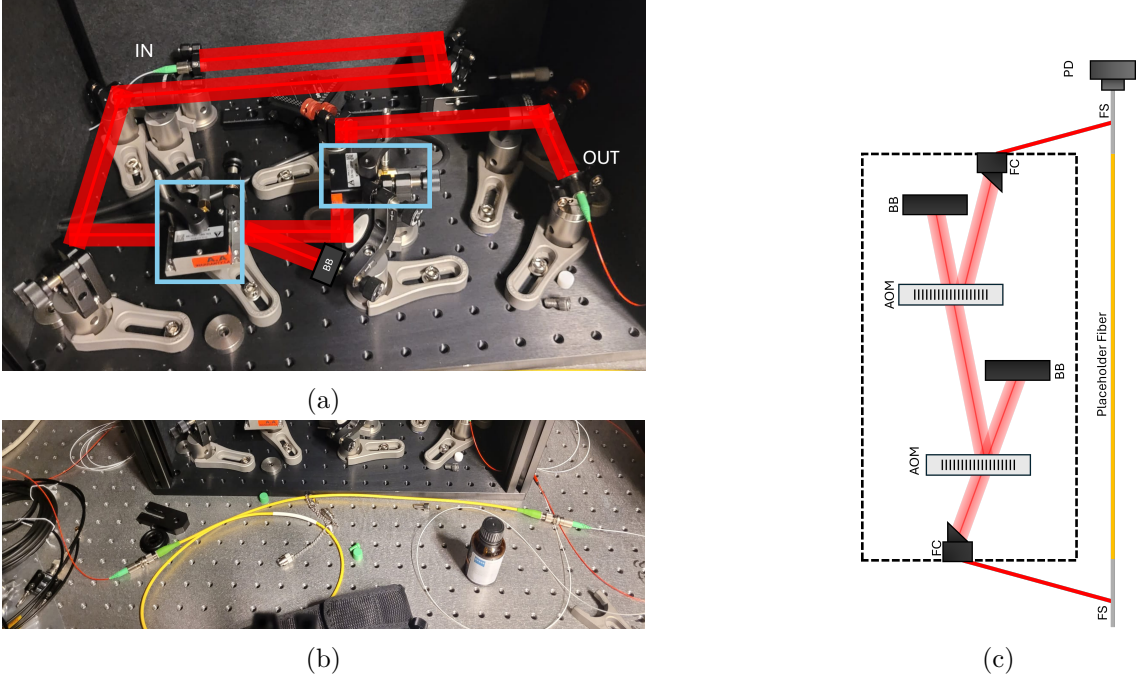 IN
OUT
BB
(a)
(b)
PD
FS
FC
BB
AOM
BB
Placeholder Fiber
AOM
FC
FS
(c)